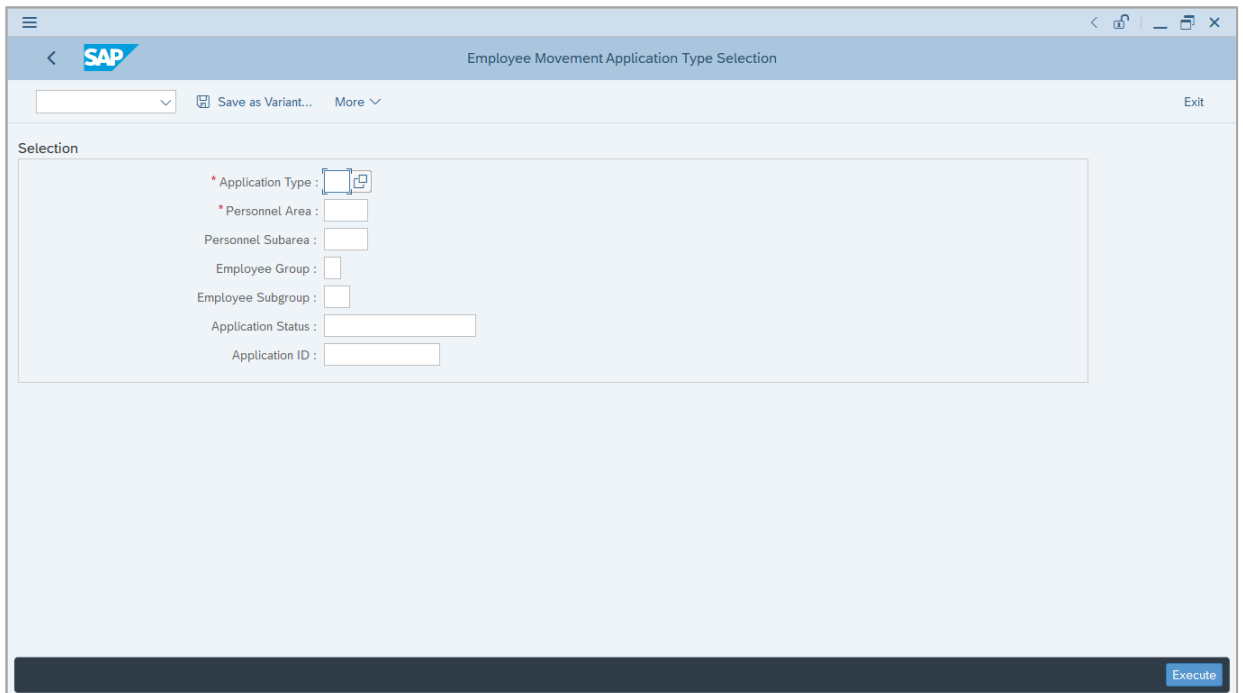 SAP
Employee Movement Application Type Selection
Save as Variant... More Exit
Selection
* Application Type :
* Personnel Area :
Personnel Subarea :
Employee Group :
Employee Subgroup :
Application Status :
Application ID :
Execute